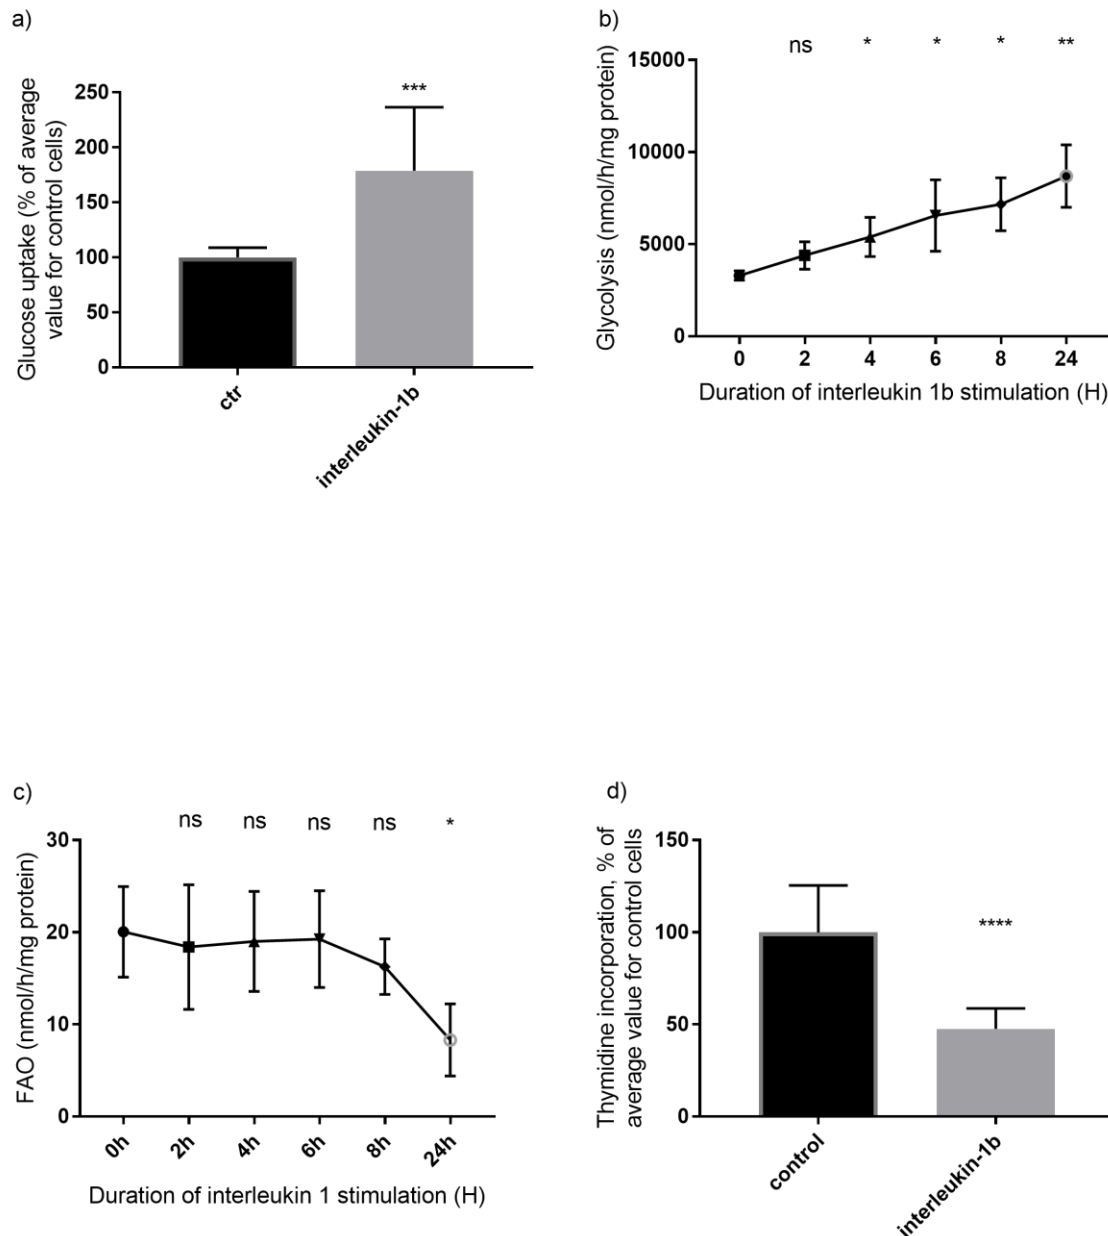 a)
Glucose uptake (% of average
value for control cells)
250
200
150
100
50
0
***
ctr
interleukin-1b
b)
ns * * * **
Glycolysis (nmol/h/mg protein)
15000
10000
5000
0
0 2 4 6 8 24
Duration of interleukin 1b stimulation (H)
c)
ns ns ns ns *
FAO (nmol/h/mg protein)
30
20
10
0
0h 2h 4h 6h 8h 24h
Duration of interleukin 1 stimulation (H)
d)
Thymidine incorporation, % of
average value for control cells
150
100
50
0
****
control
interleukin-1b